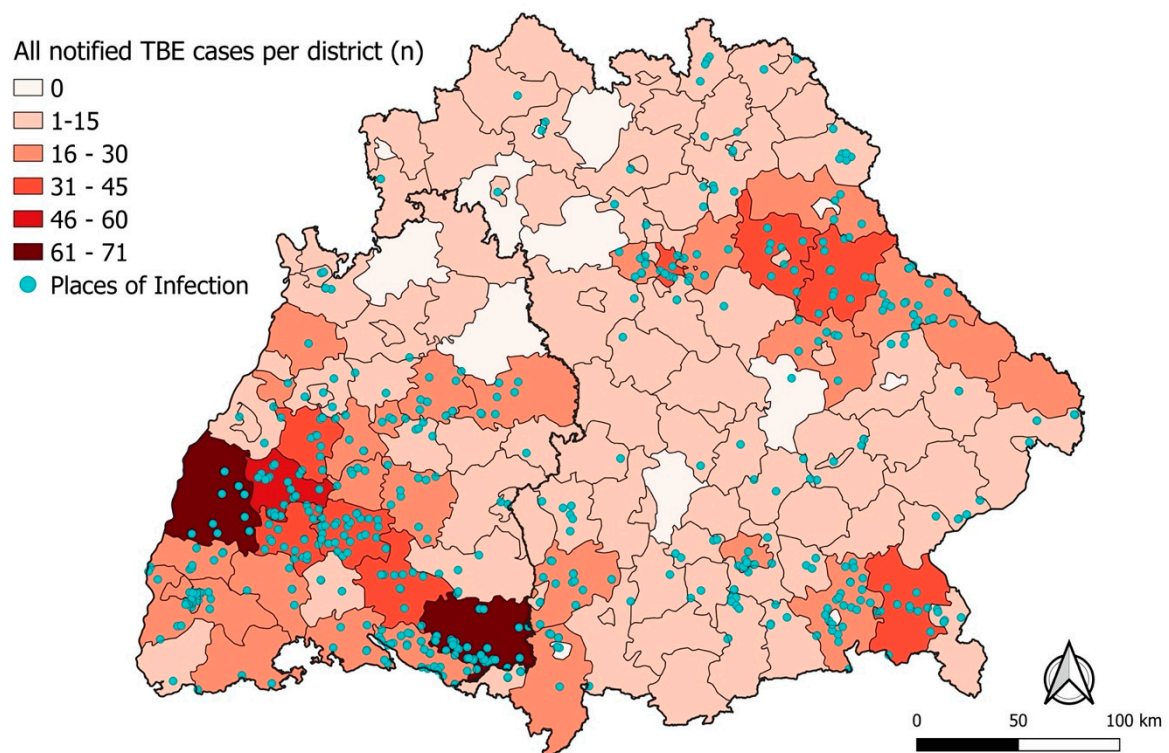 All notified TBE cases per district (n)
0
1-15
16 - 30
31 - 45
46 - 60
61 - 71
Places of Infection
0 50 100 km